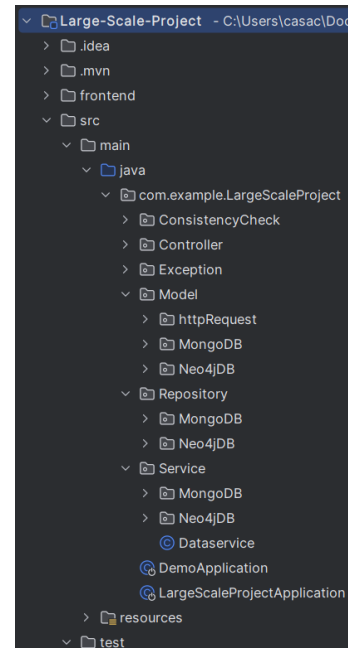 Large-Scale-Project - C:\Users\casac\Doc
.idea
.mvn
frontend
src
main
java
com.example.LargeScaleProject
ConsistencyCheck
Controller
Exception
Model
httpRequest
MongoDB
Neo4jDB
Repository
MongoDB
Neo4jDB
Service
MongoDB
Neo4jDB
Dataservice
DemoApplication
LargeScaleProjectApplication
resources
test